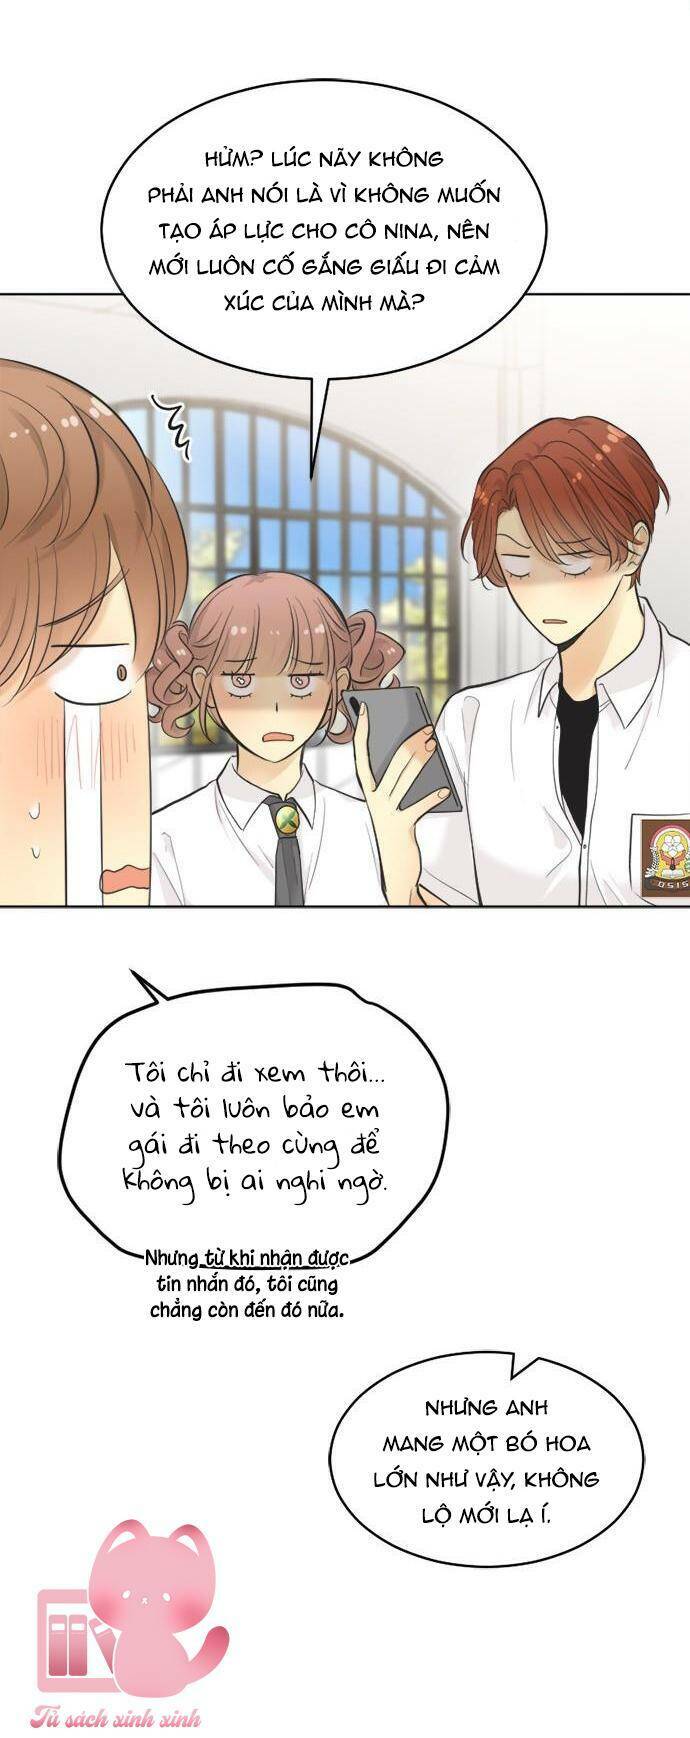 HỬM? LÚC NÃY KHÔNG
PHẢI ANH NÓI LÀ VÌ KHÔNG MUỐN
TẠO ÁP LỰC CHO CÔ NINA, NÊN
MỚI LUÔN CỐ GẮNG GIẤU ĐI CẢM
XÚC CỦA MÌNH MÀ?
OSIS
Tôi chỉ đi xem thôi...
và tôi luôn bảo em
gái đi theo cùng để
không bị ai nghi ngờ.
Nhưng từ khi nhận được
tin nhắn đó, tôi cũng
chẳng còn đến đó nữa.
NHƯNG ANH
MANG MỘT BÓ HOA
LỚN NHƯ VẬY, KHÔNG
LỘ MỚI LẠ Í.
Tủ sách xinh xinh